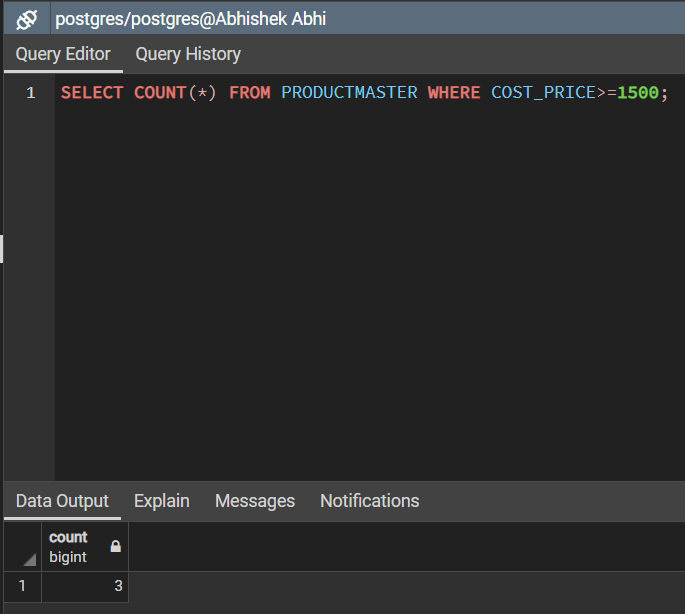 postgres/postgres@Abhishek Abhi
Query Editor Query History
1 SELECT COUNT(*) FROM PRODUCTMASTER WHERE COST_PRICE>=1500;
Data Output Explain Messages Notifications
count
bigint
1 3